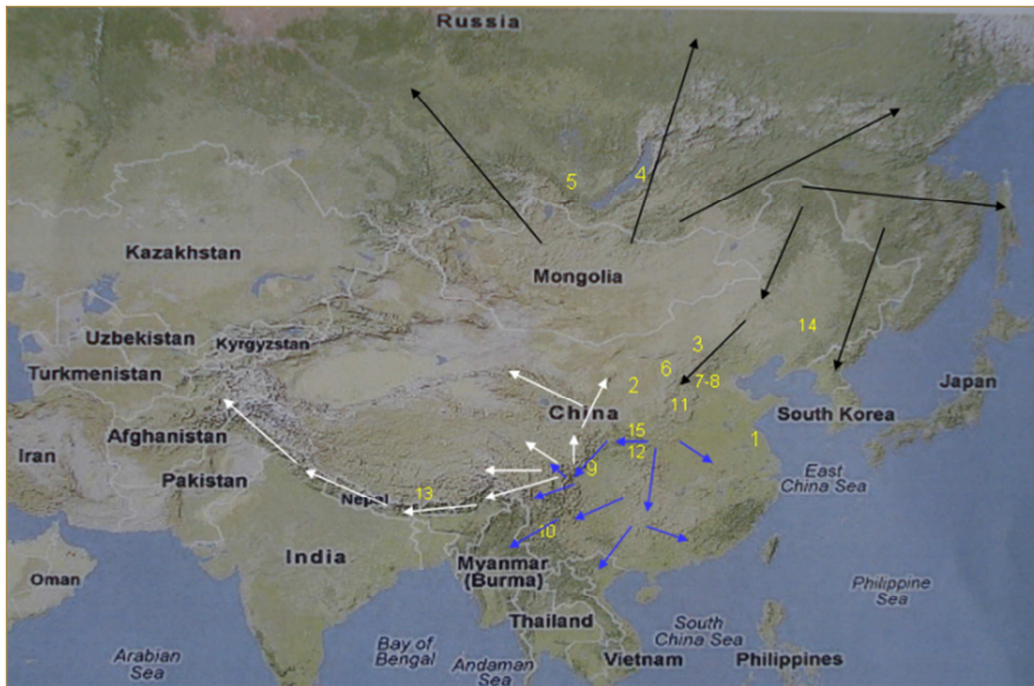 Russia
5
4
Kazakhstan
Mongolia
Uzbekistan
Kyrgyzstan
14
3
Turkmenistan
6
7-8
2
Japan
China
11
South Korea
Afghanistan
15
1
Iran
12
Pakistan
9
East
China Sea
Nepal
13
10
India
Myanmar
(Burma)
Oman
Philippine
Sea
Thailand
South
China Sea
Bay of
Bengal
Arabian
Sea
Andaman
Sea
Vietnam
Philippines